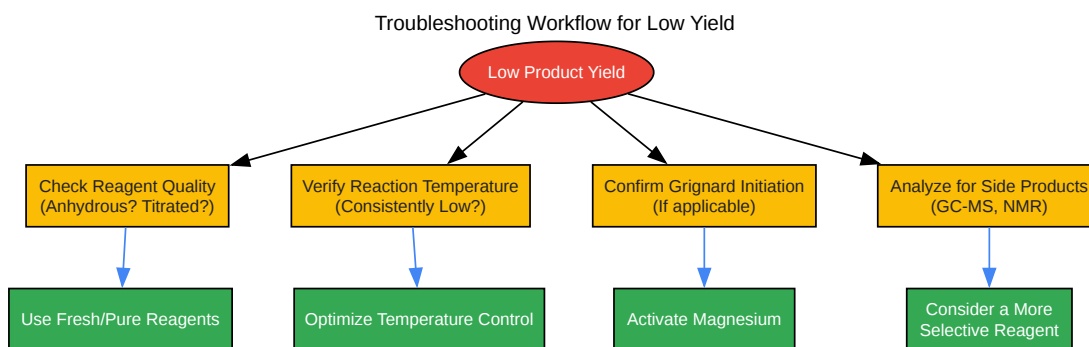 Troubleshooting Workflow for Low Yield
Low Product Yield
Check Reagent Quality
(Anhydrous? Titrated?)
Verify Reaction Temperature
(Consistently Low?)
Confirm Grignard Initiation
(If applicable)
Analyze for Side Products
(GC-MS, NMR)
Use Fresh/Pure Reagents
Optimize Temperature Control
Activate Magnesium
Consider a More
Selective Reagent